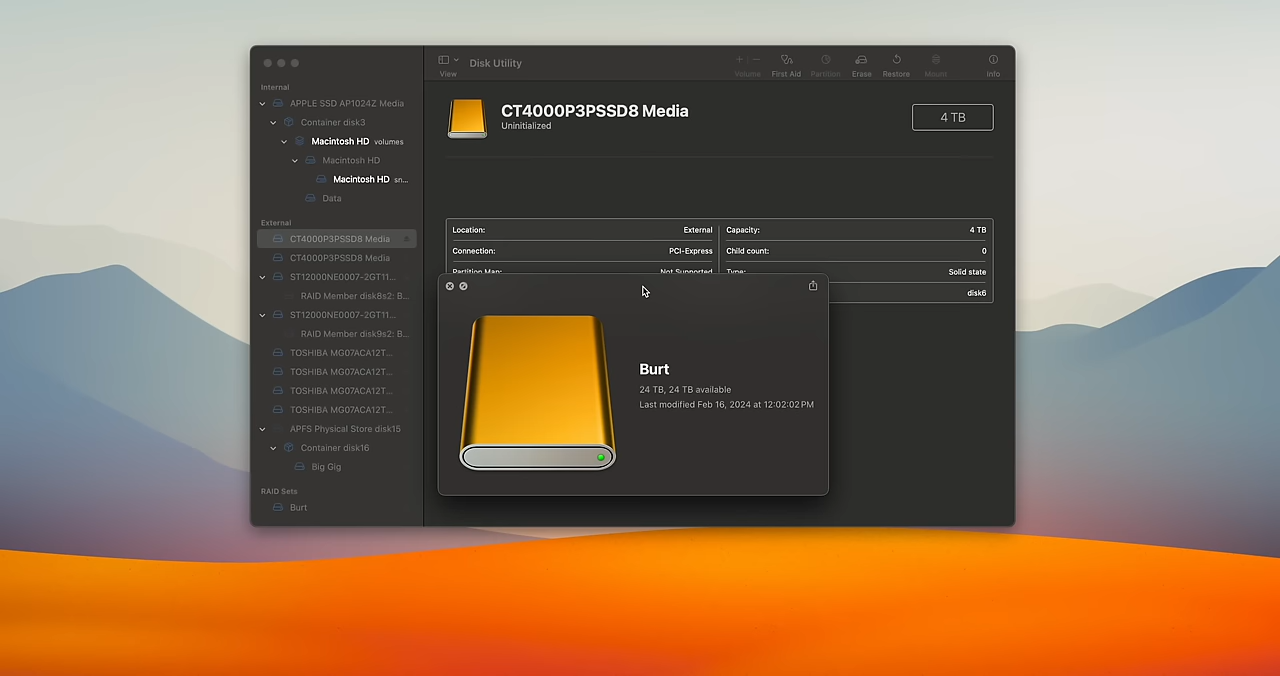 View
Disk Utility
Volume
First Aid
Partition
Erase
Restore
Mount
Info
Internal
APPLE SSD AP1024Z Media
Container disk3
Macintosh HD volumes
Macintosh HD
Macintosh HD sn...
Data
External
CT4000P3PSSD8 Media
CT4000P3PSSD8 Media
ST12000NE0007-2GT11...
RAID Member disk8s2: B...
ST12000NE0007-2GT11...
RAID Member disk9s2: B...
TOSHIBA MG07ACA12T...
TOSHIBA MG07ACA12T...
TOSHIBA MG07ACA12T...
TOSHIBA MG07ACA12T...
APFS Physical Store disk15
Container disk16
Big Gig
RAID Sets
Burt
CT4000P3PSSD8 Media
Uninitialized
4 TB
Location: External
Capacity: 4 TB
Connection: PCI-Express
Child count: 0
Partition Map: Not Supported
Type: Solid state
disk6
Burt
24 TB, 24 TB available
Last modified Feb 16, 2024 at 12:02:02 PM